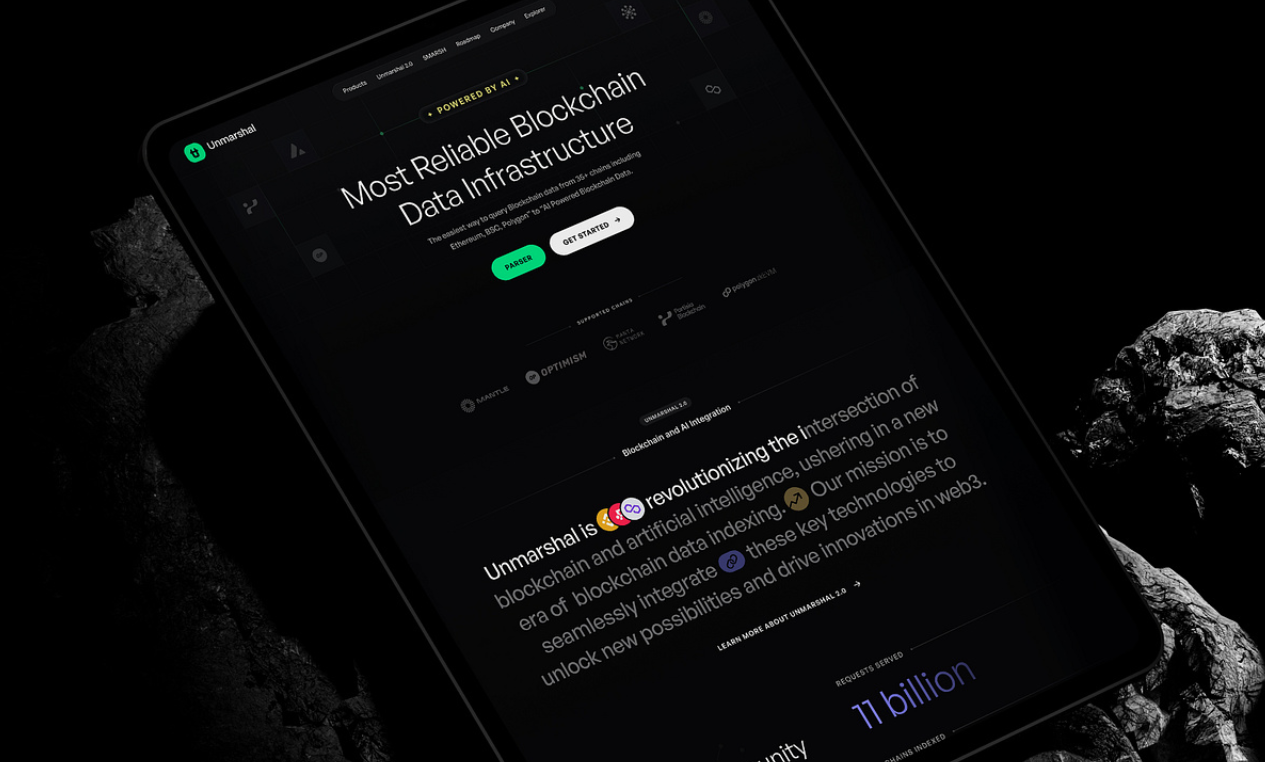 Products Unmarshal 2.0 $MARSH Roadmap Company Explorer
Unmarshal
POWERED BY AI
Most Reliable Blockchain
Data Infrastructure
The easiest way to query Blockchain data from 35+ chains including
Ethereum, BSC, Polygon* to "AI Powered Blockchain Data.
PARSER
GET STARTED →
SUPPORTED CHAINS
MANTLE
OPTIMISM
Blockchain
polygon zkEVM
UNMARSHAL 2.0
Blockchain and AI Integration
Unmarshal is revolutionizing the intersection of
blockchain and artificial intelligence, ushering in a new
era of blockchain data indexing. Our mission is to
seamlessly integrate these key technologies to
unlock new possibilities and drive innovations in web3.
LEARN MORE ABOUT UNMARSHAL 2.0 →
REQUESTS SERVED
11 billion
CHAINS INDEXED
unity